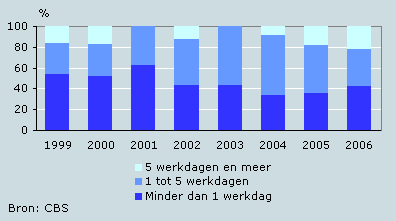 %
100
80
60
40
20
0
1999 2000 2001 2002 2003 2004 2005 2006
5 werkdagen en meer
1 tot 5 werkdagen
Minder dan 1 werkdag
Bron: CBS